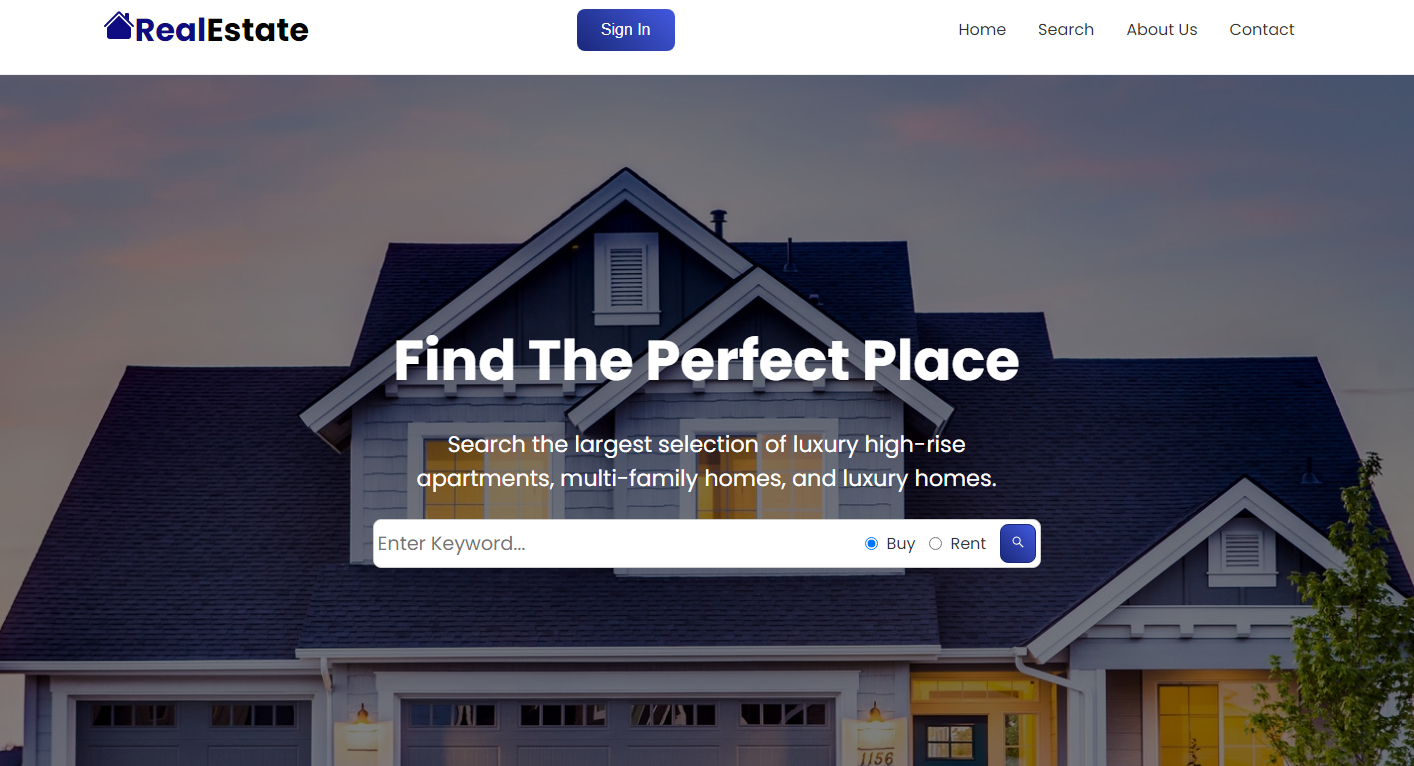 RealEstate
Sign In
Home Search About Us Contact
Find The Perfect Place
Search the largest selection of luxury high-rise
apartments, multi-family homes, and luxury homes.
Enter Keyword... Buy Rent
1156